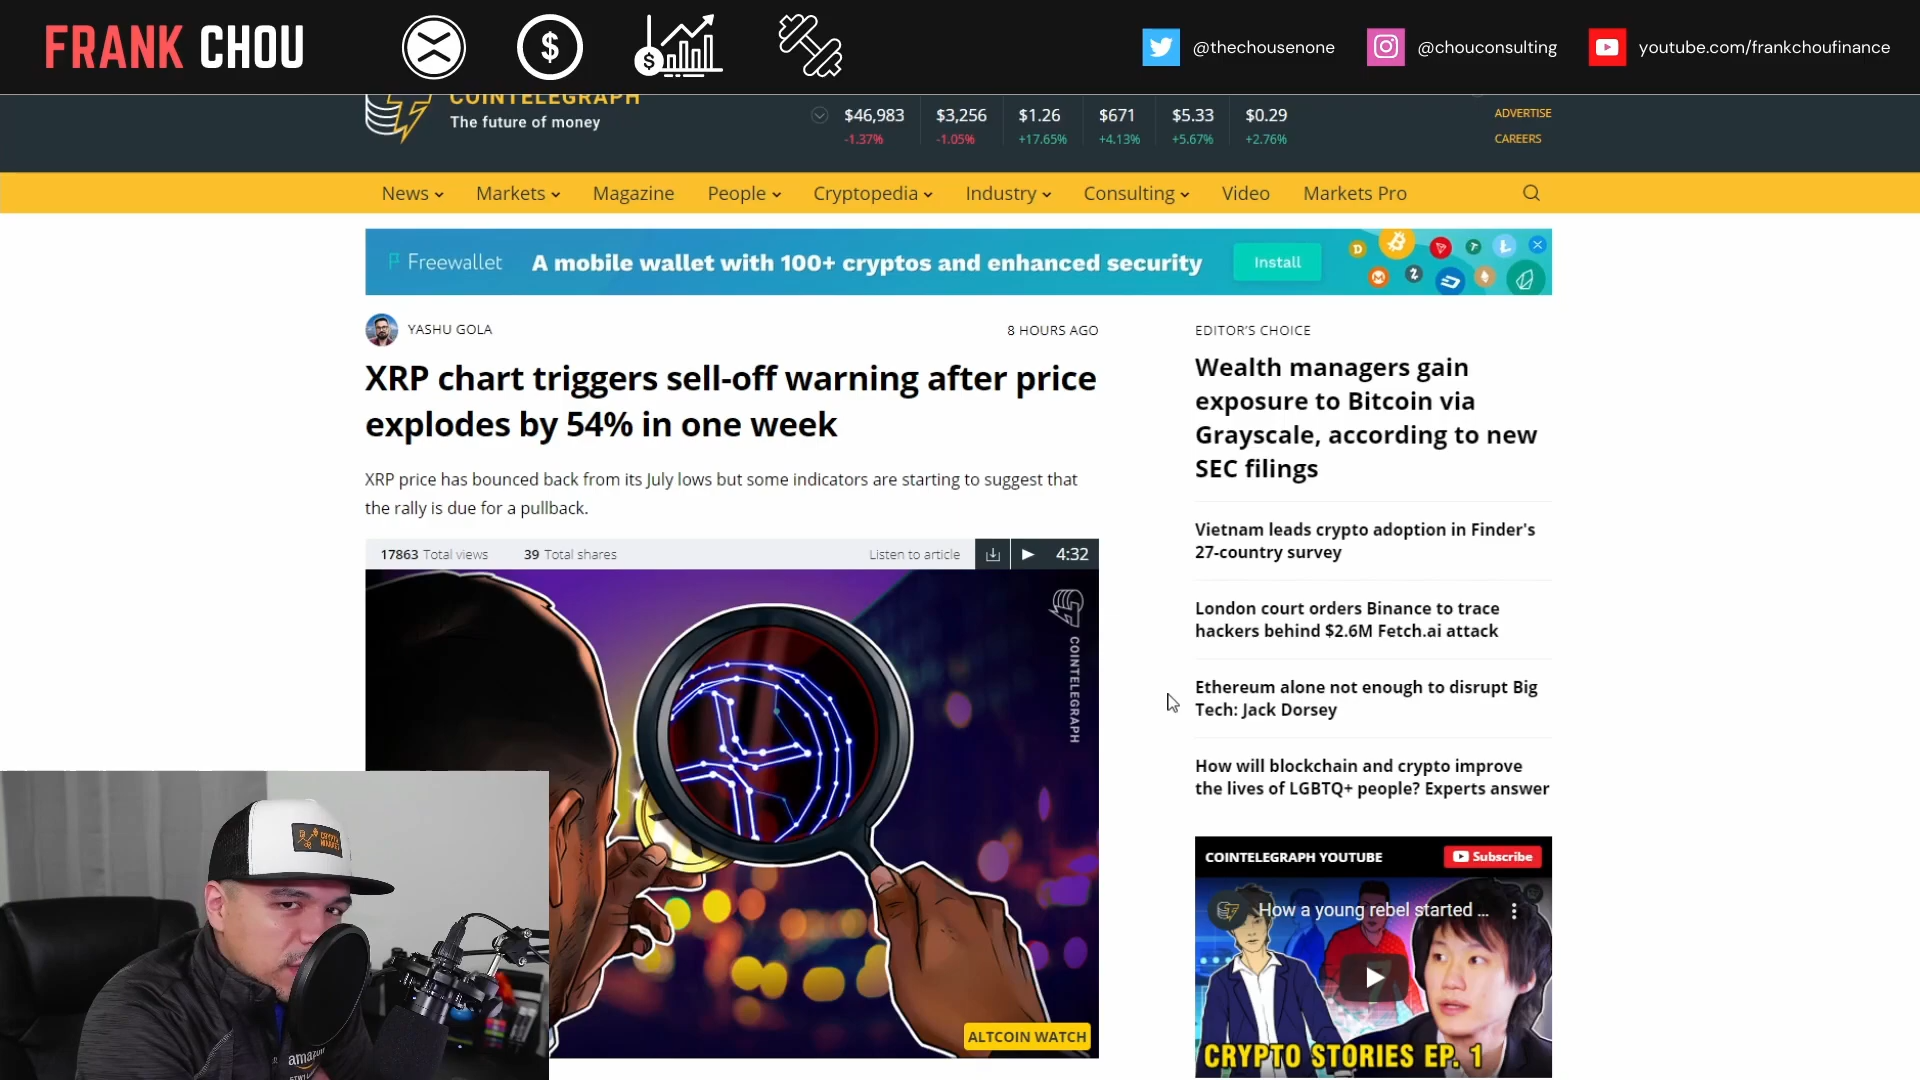 FRANK CHOU
@thechousenone
@chouconsulting
youtube.com/frankchoufinance
COINTELEGRAPH
The future of money
$46,983 $3,256 $1.26 $671 $5.33 $0.29
-1.37% -1.05% +17.65% +4.13% +5.67% +2.76%
ADVERTISE
CAREERS
News Markets Magazine People Cryptopedia Industry Consulting Video Markets Pro
Freewallet A mobile wallet with 100+ cryptos and enhanced security Install
YASHU GOLA
8 HOURS AGO
XRP chart triggers sell-off warning after price
explodes by 54% in one week
XRP price has bounced back from its July lows but some indicators are starting to suggest that
the rally is due for a pullback.
17863 Total views 39 Total shares Listen to article 4:32
COINTELEGRAPH
ALTCOIN WATCH
EDITOR'S CHOICE
Wealth managers gain
exposure to Bitcoin via
Grayscale, according to new
SEC filings
Vietnam leads crypto adoption in Finder's
27-country survey
London court orders Binance to trace
hackers behind $2.6M Fetch.ai attack
Ethereum alone not enough to disrupt Big
Tech: Jack Dorsey
How will blockchain and crypto improve
the lives of LGBTQ+ people? Experts answer
COINTELEGRAPH YOUTUBE
Subscribe
How a young rebel started ...
CRYPTO STORIES EP. 1
CRYPTO
MARKET
amazon